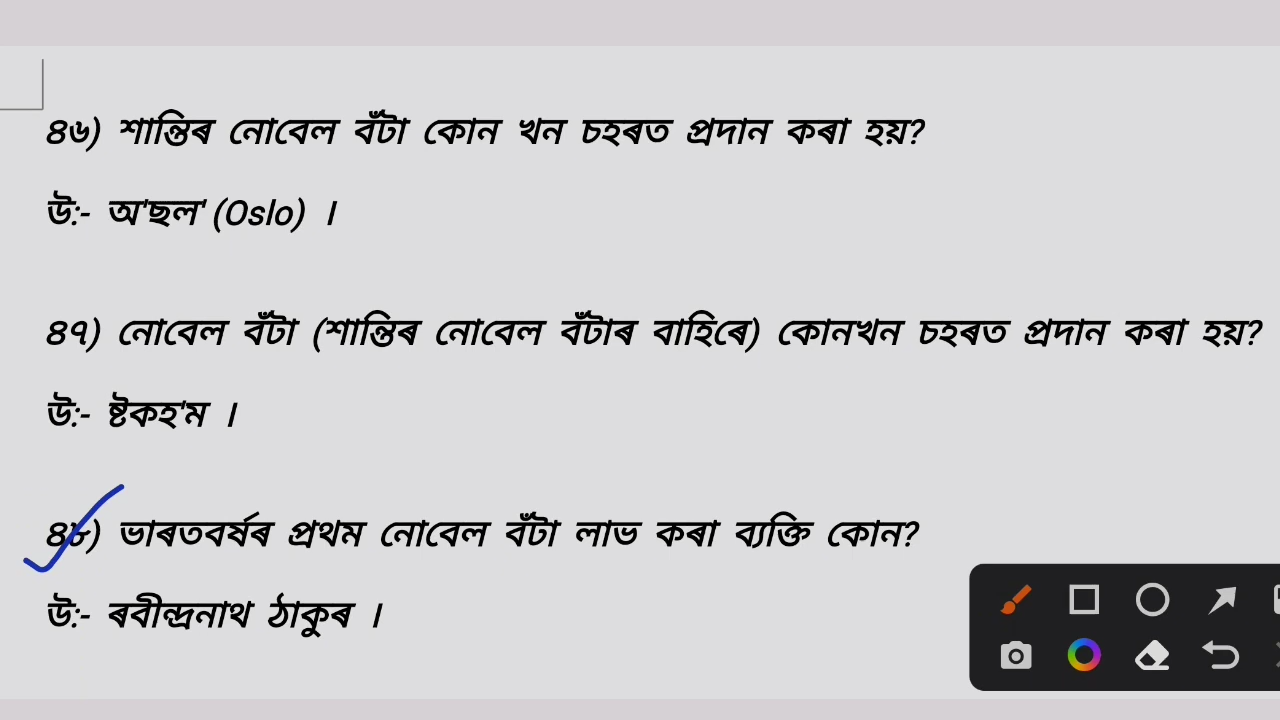 ৪৬) শান্তিৰ নোবেল বঁটা কোন খন চহৰত প্ৰদান কৰা হয়?
উ:- অ'ছল' (Oslo) ।
৪৭) নোবেল বঁটা (শান্তিৰ নোবেল বঁটাৰ বাহিৰে) কোনখন চহৰত প্ৰদান কৰা হয়?
উ:- ষ্টকহ'ম ।
৪৮) ভাৰতবৰ্ষৰ প্ৰথম নোবেল বঁটা লাভ কৰা ব্যক্তি কোন?
উ:- ৰবীন্দ্ৰনাথ ঠাকুৰ ।